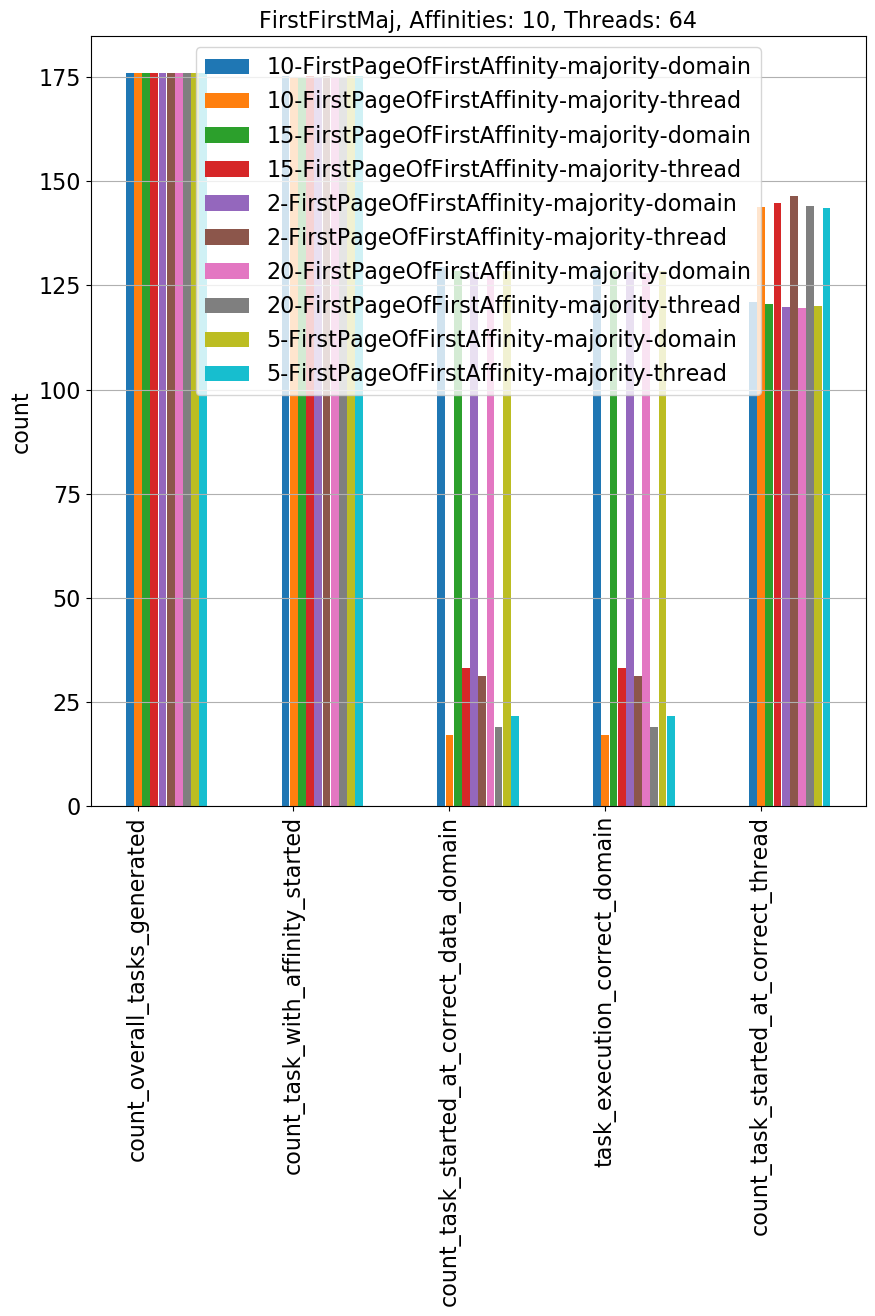 FirstFirstMaj, Affinities: 10, Threads: 64
175
150
125
100
75
50
25
0
count
10-FirstPageOfFirstAffinity-majority-domain
10-FirstPageOfFirstAffinity-majority-thread
15-FirstPageOfFirstAffinity-majority-domain
15-FirstPageOfFirstAffinity-majority-thread
2-FirstPageOfFirstAffinity-majority-domain
2-FirstPageOfFirstAffinity-majority-thread
20-FirstPageOfFirstAffinity-majority-domain
20-FirstPageOfFirstAffinity-majority-thread
5-FirstPageOfFirstAffinity-majority-domain
5-FirstPageOfFirstAffinity-majority-thread
count_overall_tasks_generated
count_task_with_affinity_started
count_task_started_at_correct_data_domain
task_execution_correct_domain
count_task_started_at_correct_thread